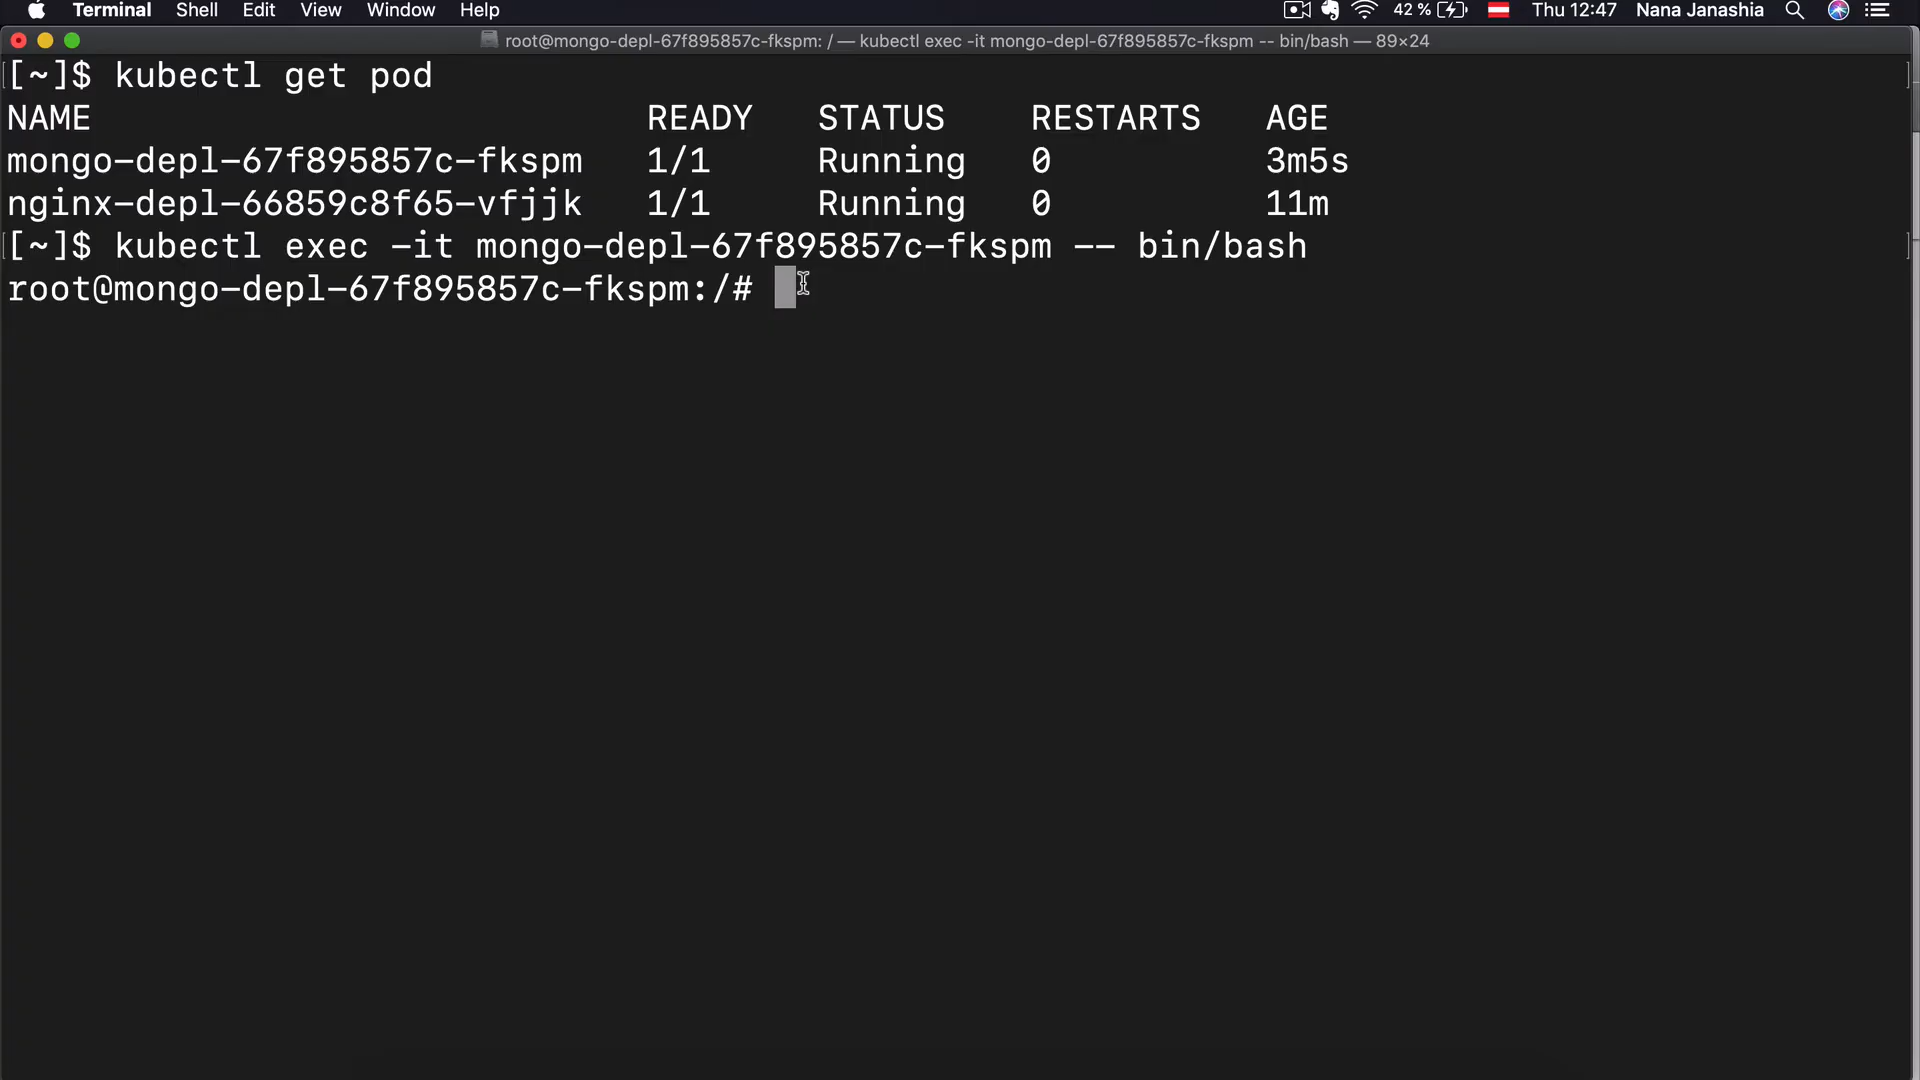 Terminal Shell Edit View Window Help 42 % Thu 12:47 Nana Janashia
root@mongo-depl-67f895857c-fkspm: / — kubectl exec -it mongo-depl-67f895857c-fkspm -- bin/bash — 89×24
[~]$ kubectl get pod
NAME READY STATUS RESTARTS AGE
mongo-depl-67f895857c-fkspm 1/1 Running 0 3m5s
nginx-depl-66859c8f65-vfjjk 1/1 Running 0 11m
[~]$ kubectl exec -it mongo-depl-67f895857c-fkspm -- bin/bash
root@mongo-depl-67f895857c-fkspm:/#